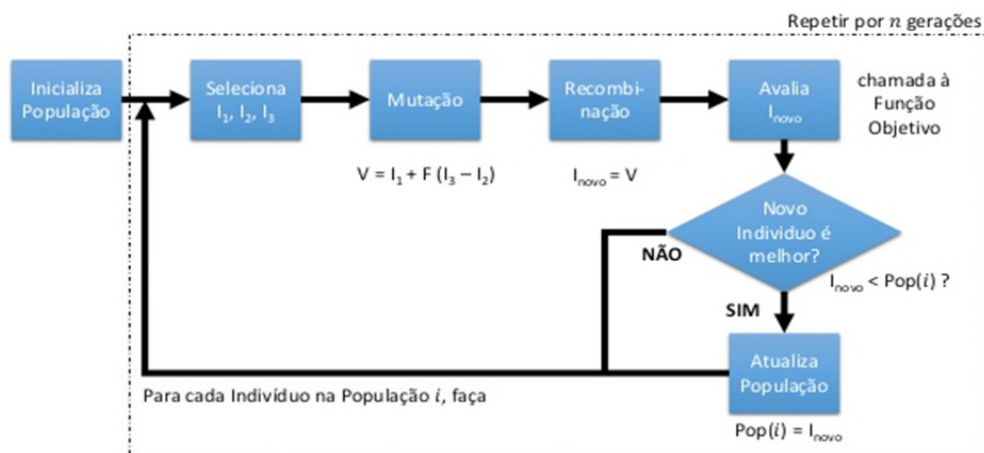 Repetir por n gerações
Inicializa
População
Seleciona
I₁, I₂, I₃
Mutação
Recombi-
nação
Avalia
Inovo
chamada à
Função
Objetivo
V = I₁ + F (I₃ – I₂)
Inovo = V
Novo
Individuo é
melhor?
NÃO
Inovo < Pop(i) ?
SIM
Atualiza
População
Para cada Indivíduo na População i, faça
Pop(i) = Inovo